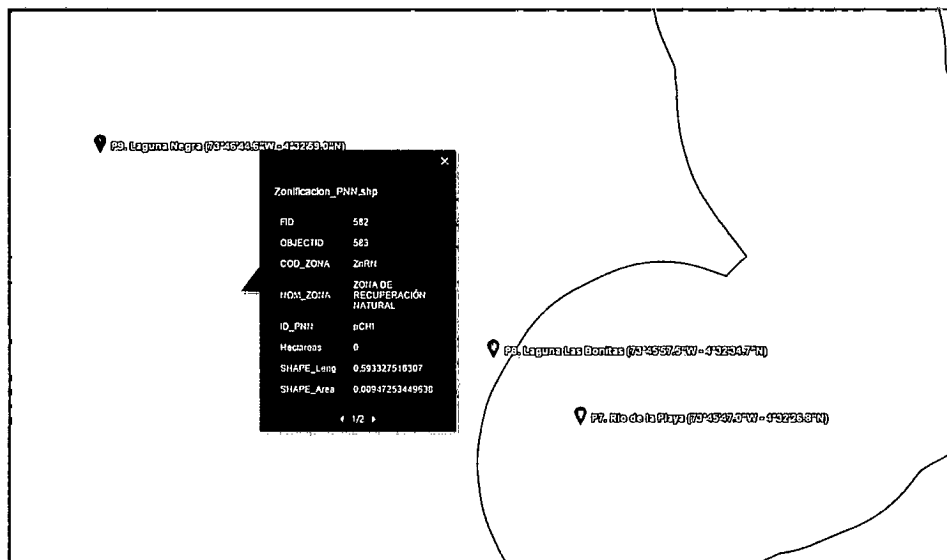 P9. Laguna Negra (73°46'44.5"W - 4°32'59.0"N)
×
Zonificacion_PNN.shp
FID 582
OBJECTID 583
COD_ZONA ZnRN
NOM_ZONA ZONA DE RECUPERACIÓN NATURAL
ID_PNN pCHI
Hectareas 0
SHAPE_Leng 0.593327518307
SHAPE_Area
1/2
P8. Laguna Las Bonitas (73°45'57.5"W - 4°32'34.7"N)
P7. Rio de la Playa (73°45'47.0"W - 4°32'26.8"N)